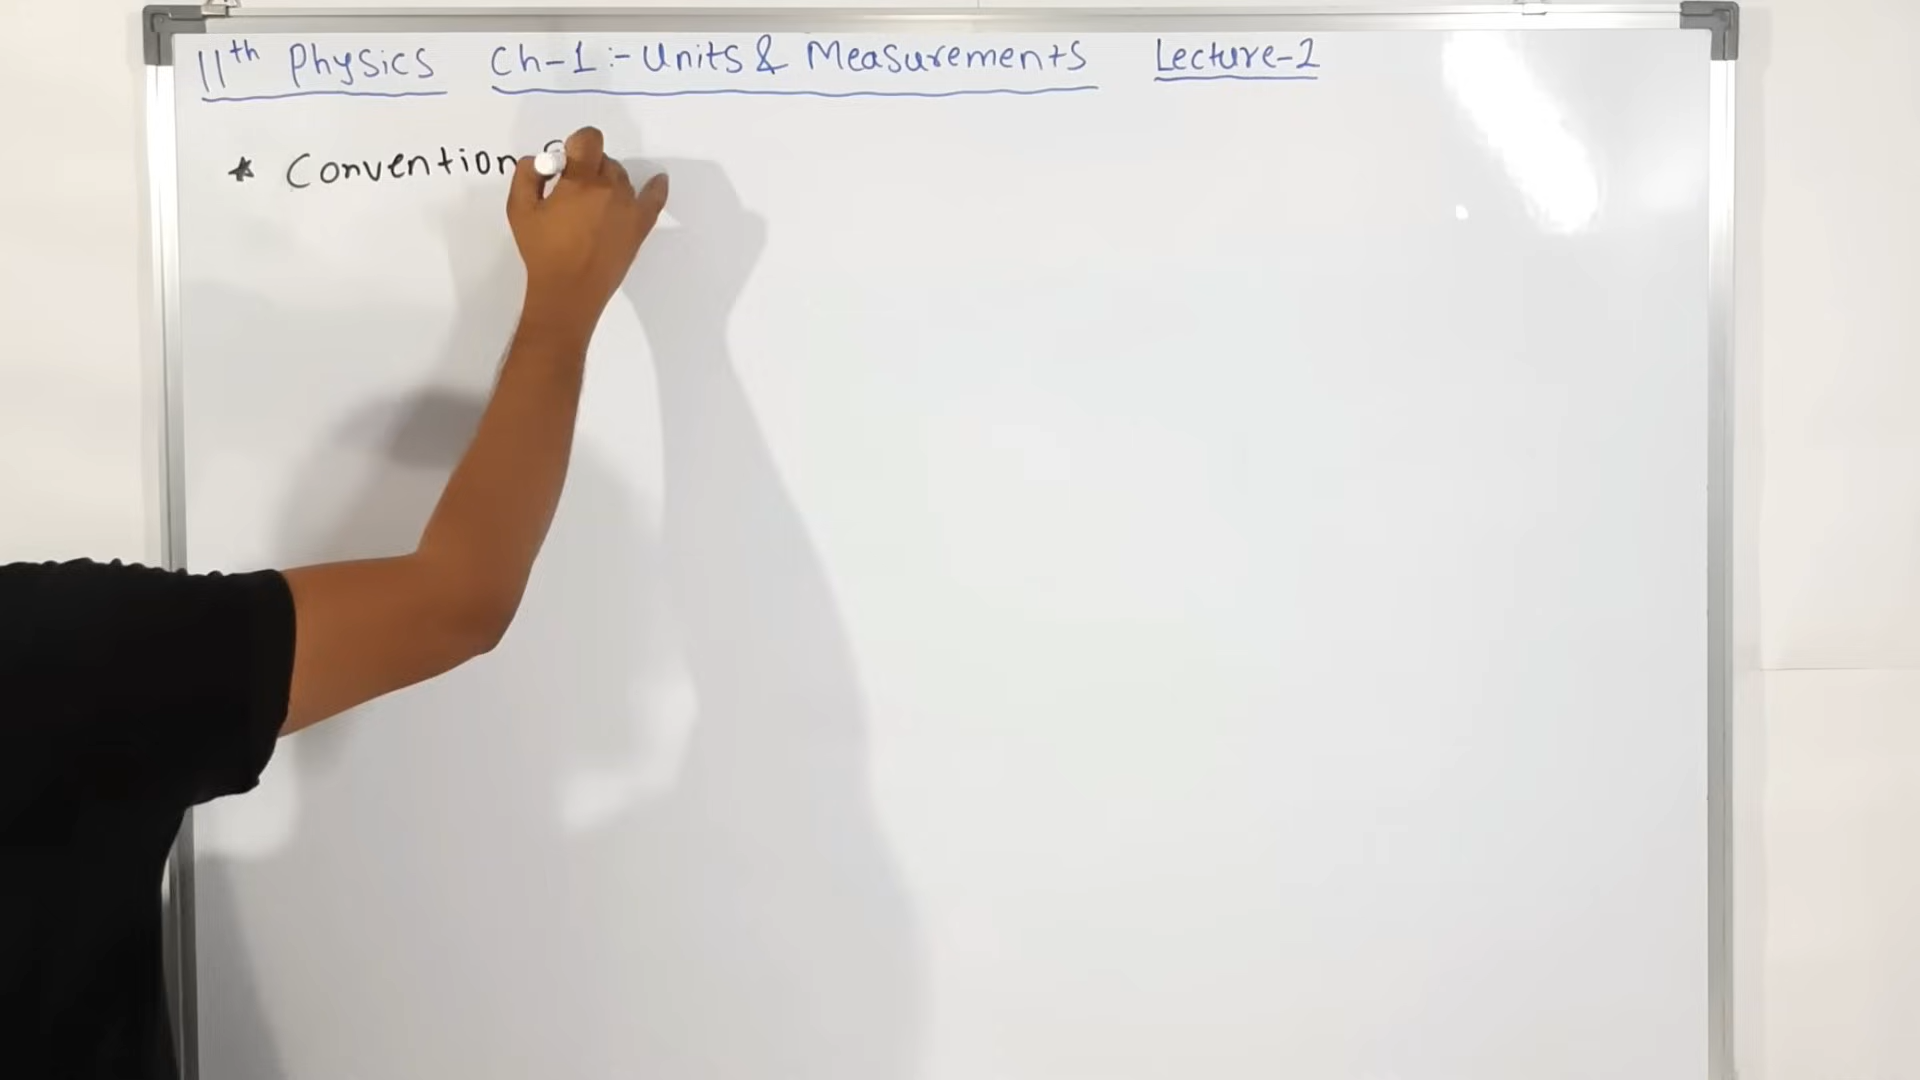 11th Physics Ch-1:- Units & Measurements Lecture-2
* Convention